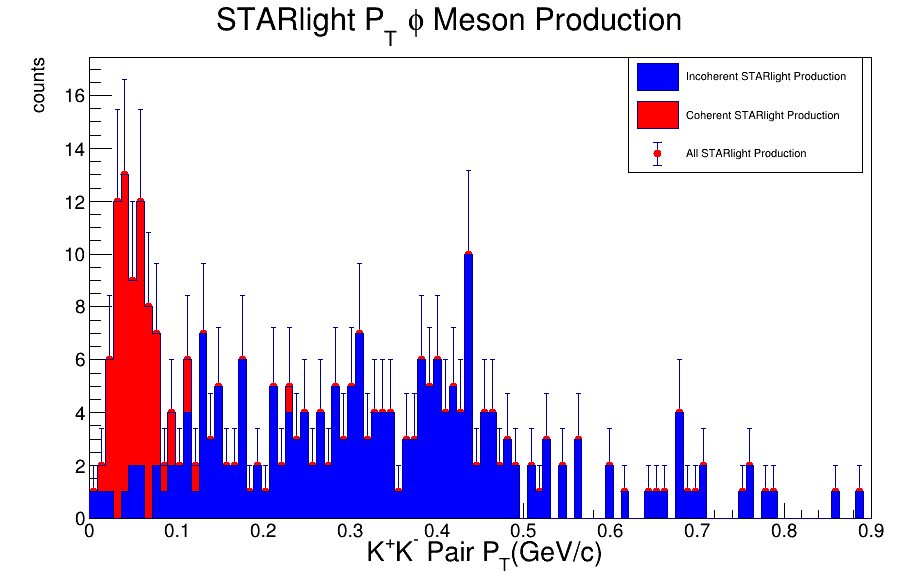 STARlight P_T ϕ Meson Production
counts
Incoherent STARlight Production
Coherent STARlight Production
All STARlight Production
16
14
12
10
8
6
4
2
0
0 0.1 0.2 0.3 0.4 0.5 0.6 0.7 0.8 0.9
K⁺K⁻ Pair P_T(GeV/c)